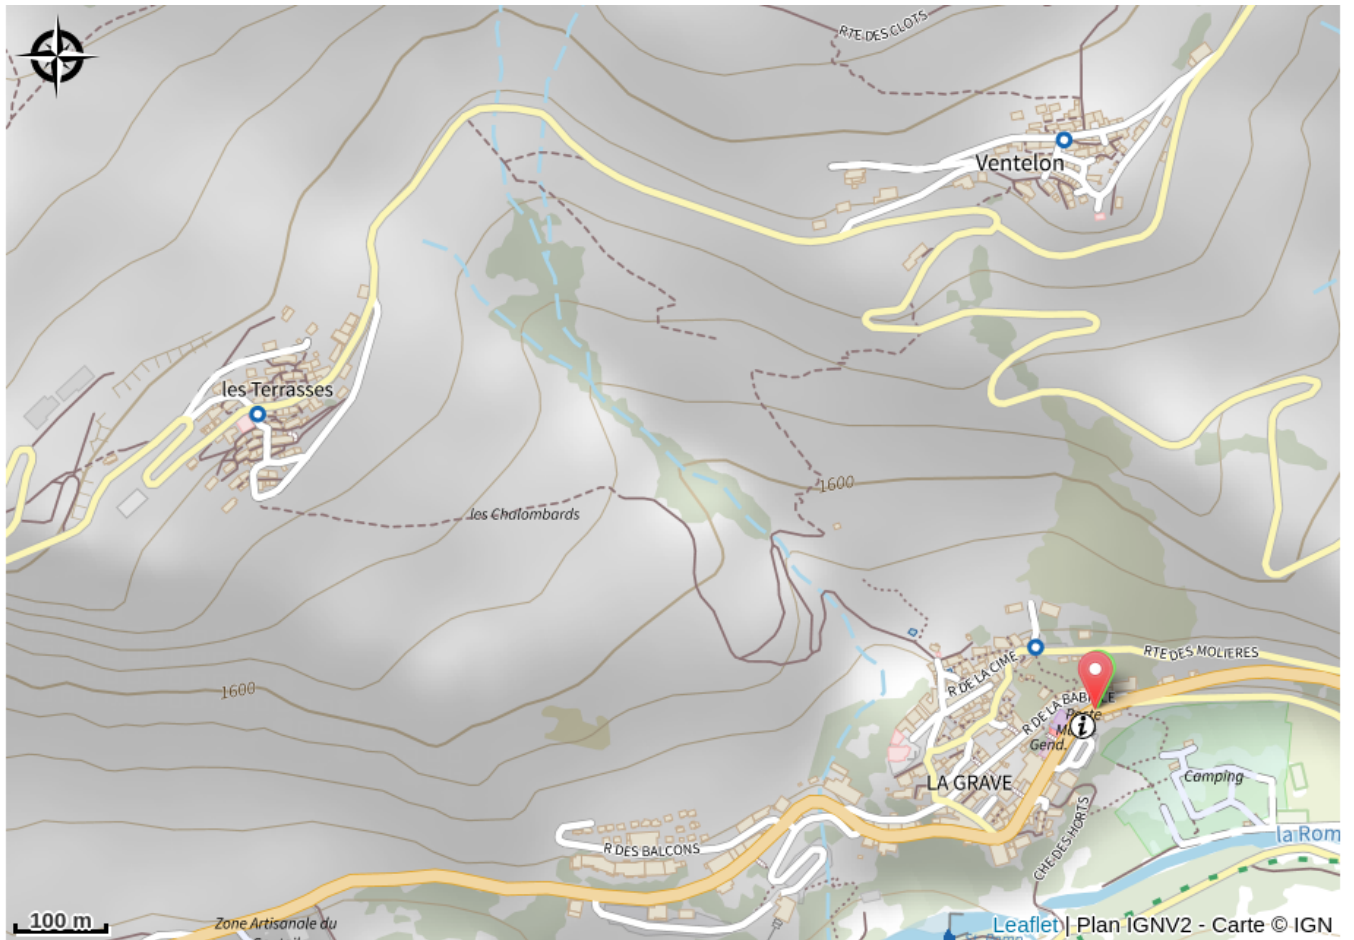 RTE DES CLOTS
Ventelon
les Terrasses
1600
les Chalombards
RTE DES MOLIERES
R DE LA CIME
1600
R DE LA BAB
Poste
Gend.
LA GRAVE
Camping
la Rom
R DES BALCONS
CHE DES HORTS
100 m
Zone Artisanale du
Leaflet | Plan IGNV2 - Carte © IGN